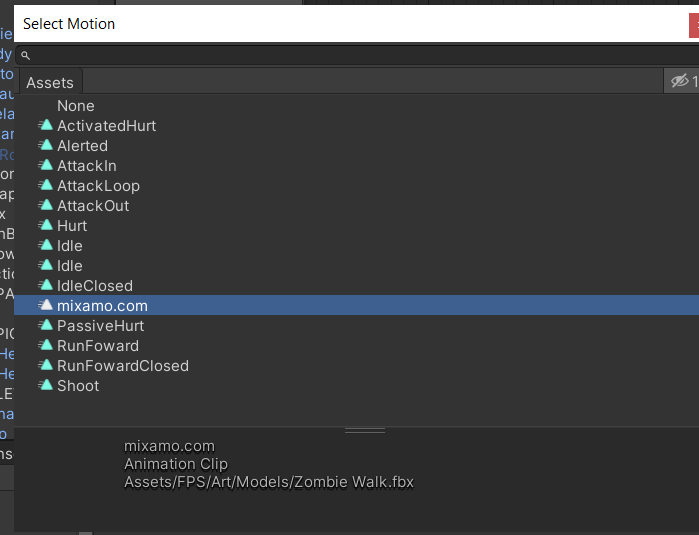 Select Motion
Assets
1
None
ActivatedHurt
Alerted
AttackIn
AttackLoop
AttackOut
Hurt
Idle
Idle
IdleClosed
mixamo.com
PassiveHurt
RunFoward
RunFowardClosed
Shoot
mixamo.com
Animation Clip
Assets/FPS/Art/Models/Zombie Walk.fbx